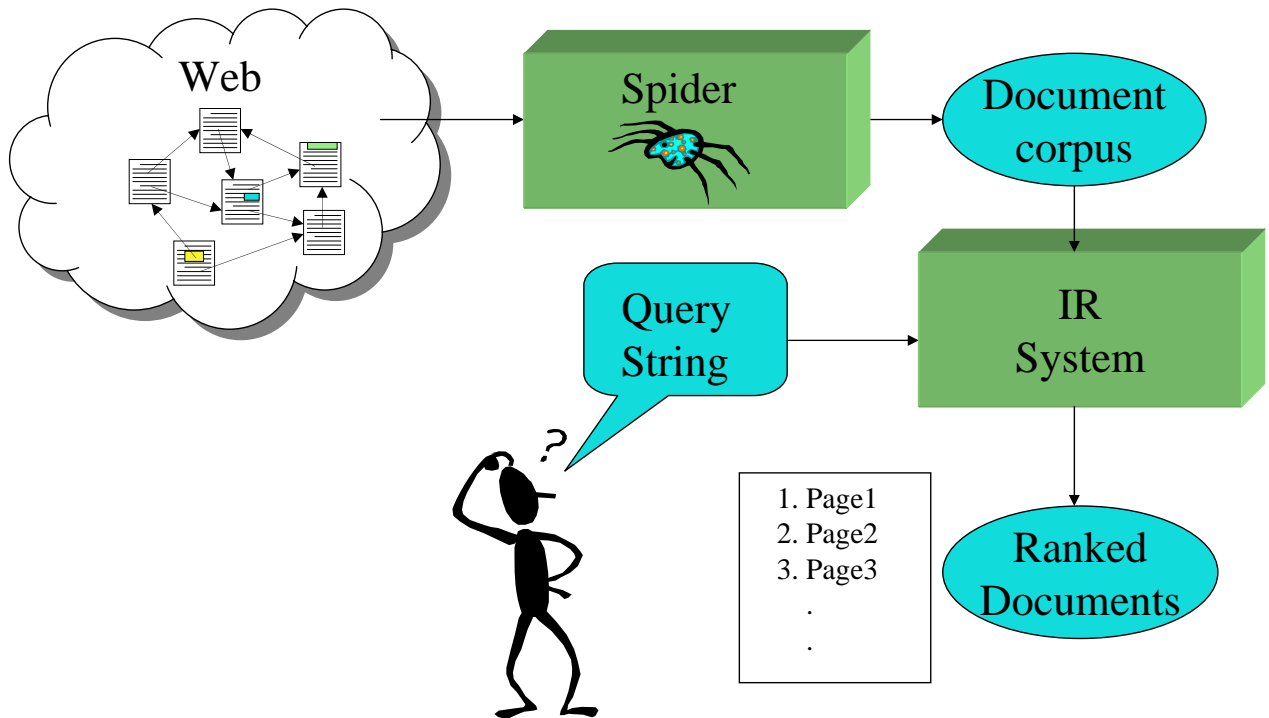 Web
Spider
Document
corpus
IR
System
Query
String
?
1. Page1
2. Page2
3. Page3
.
.
Ranked
Documents